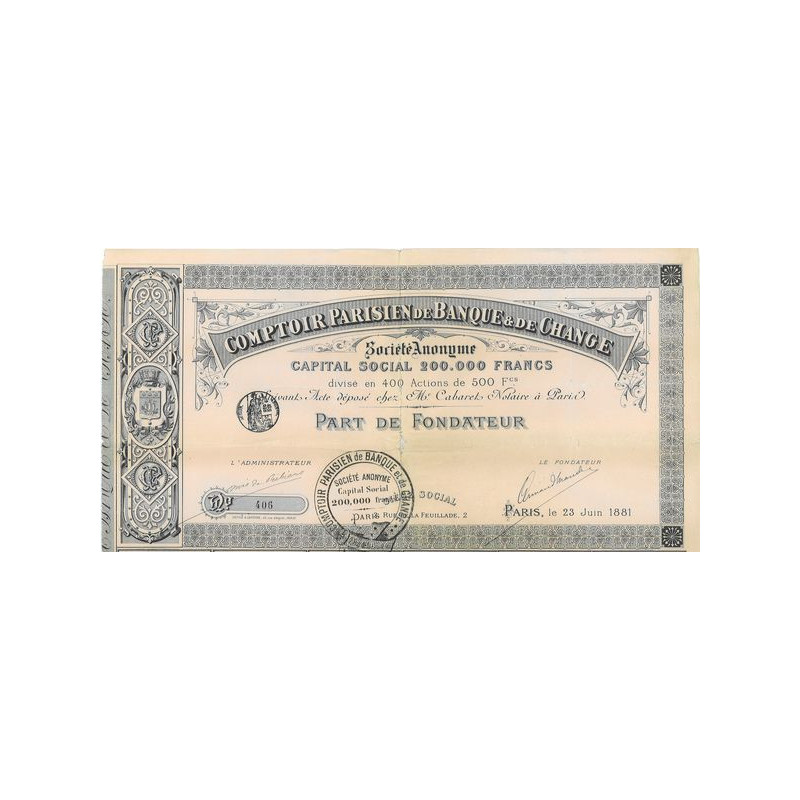 COMPTOIR PARISIEN DE BANQUE & DE CHANGE
Société Anonyme
CAPITAL SOCIAL 200.000 FRANCS
divisé en 400 Actions de 500 Fcs
Suivant Acte déposé chez Me Cabaret Notaire à Paris
PART DE FONDATEUR
L'ADMINISTRATEUR
LE FONDATEUR
No 406
COMPTOIR PARISIEN de BANQUE et de CHANGE
SOCIÉTÉ ANONYME
Capital Social
200,000 francs
SIÈGE SOCIAL
PARIS, RUE LA FEUILLADE, 2
PARIS, le 23 Juin 1881